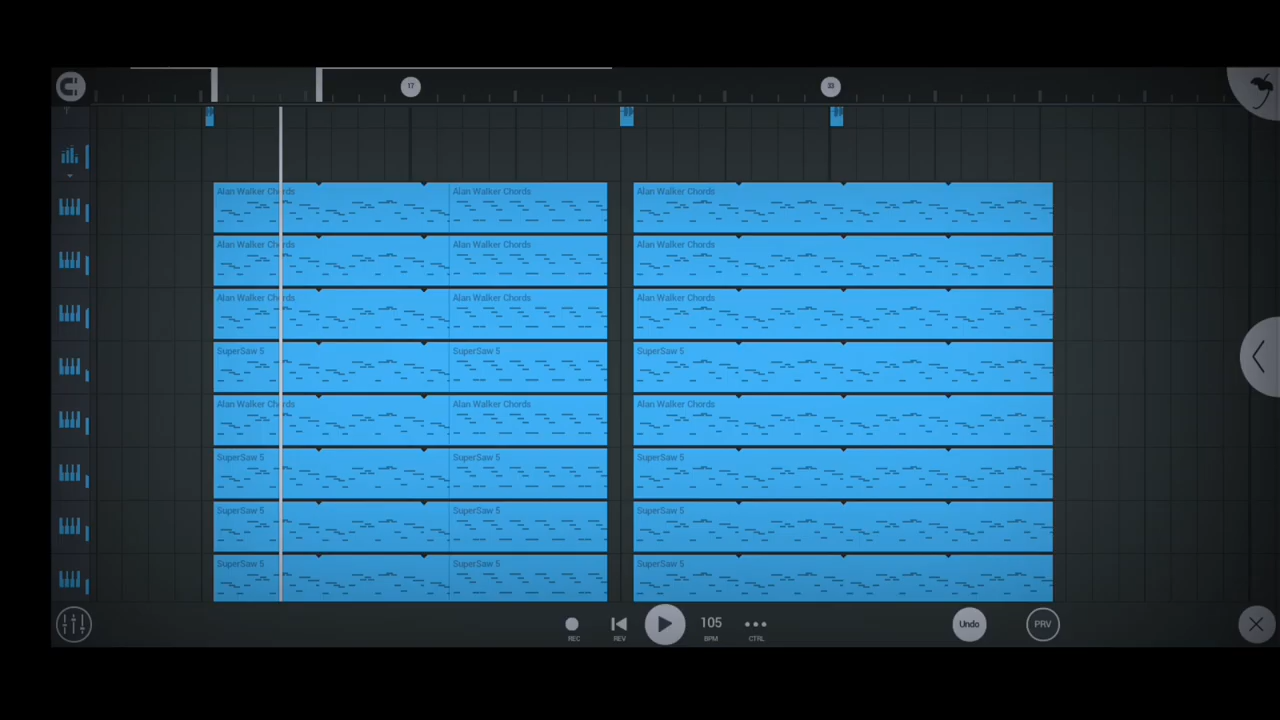 17
33
Alan Walker Chords Alan Walker Chords Alan Walker Chords
Alan Walker Chords Alan Walker Chords Alan Walker Chords
Alan Walker Chords Alan Walker Chords Alan Walker Chords
SuperSaw 5 SuperSaw 5 SuperSaw 5
Alan Walker Chords Alan Walker Chords Alan Walker Chords
SuperSaw 5 SuperSaw 5 SuperSaw 5
SuperSaw 5 SuperSaw 5 SuperSaw 5
SuperSaw 5 SuperSaw 5 SuperSaw 5
105
REC REV BPM CTRL
Undo
PRV